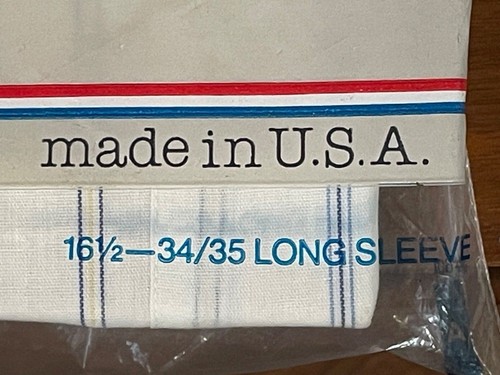 made in U.S.A.
16½—34/35 LONG SLEEVE